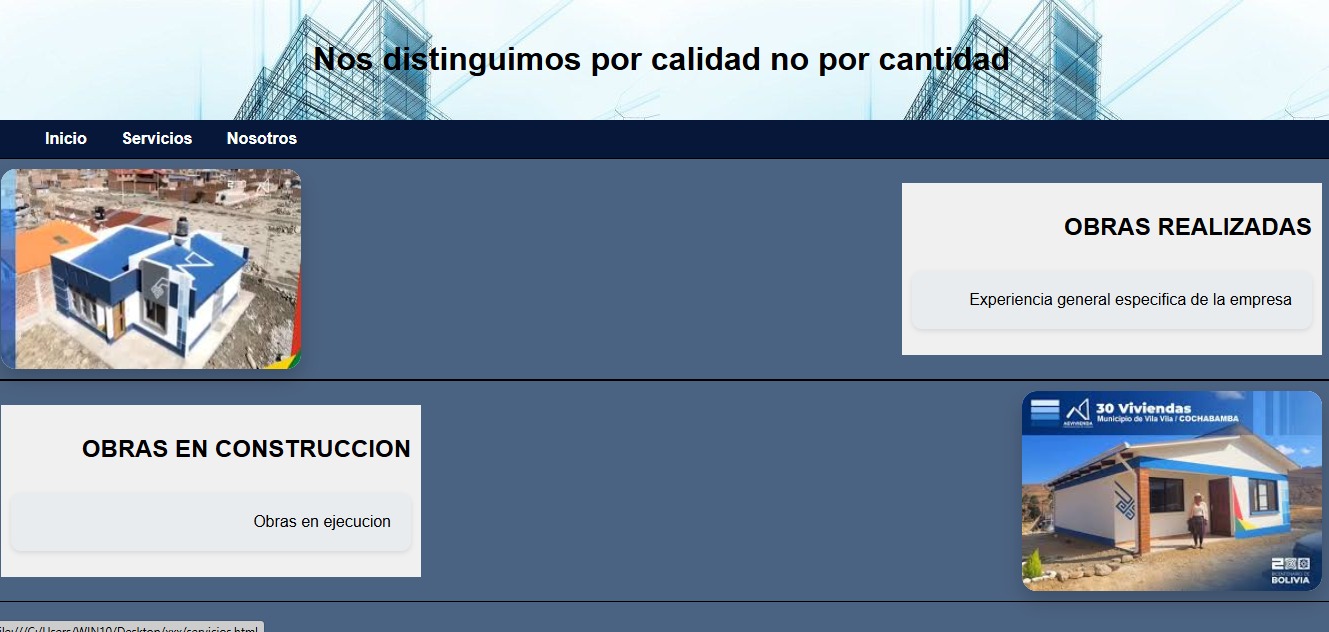 Nos distinguimos por calidad no por cantidad
Inicio Servicios Nosotros
OBRAS REALIZADAS
Experiencia general especifica de la empresa
30 Viviendas
Municipio de Vila Vila / COCHABAMBA
AEVIVIENDA
OBRAS EN CONSTRUCCION
Obras en ejecucion
200
BICENTENARIO DE
BOLIVIA
file:///C:/Users/WIN10/Desktop/xxx/servicios.html